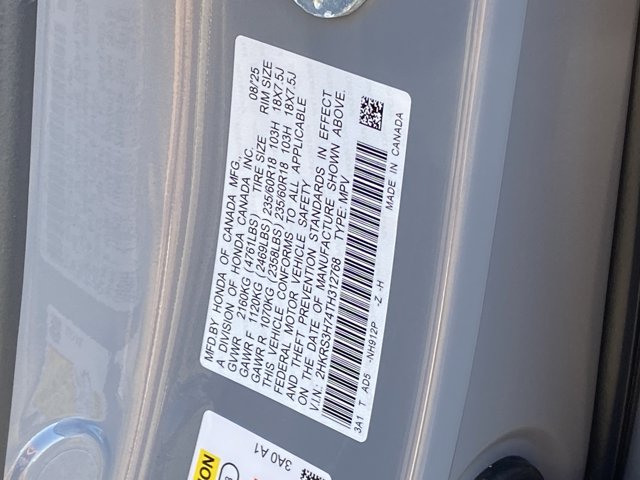 MFD.BY HONDA OF CANADA MFG., 08/25
A DIVISION OF HONDA CANADA INC.
GVWR 2160KG (4761LBS) TIRE SIZE RIM SIZE
GAWR F 1120KG (2469LBS) 235/60R18 103H 18X7.5J
GAWR R 1070KG (2358LBS) 235/60R18 103H 18X7.5J
THIS VEHICLE CONFORMS TO ALL APPLICABLE
FEDERAL MOTOR VEHICLE SAFETY
AND THEFT PREVENTION STANDARDS IN EFFECT
ON THE DATE OF MANUFACTURE SHOWN ABOVE.
V.I.N: 2HKRS3H74TH312768 TYPE: MPV
3A1 T AD5 -NH912P -Z -H MADE IN CANADA
3A0 A1